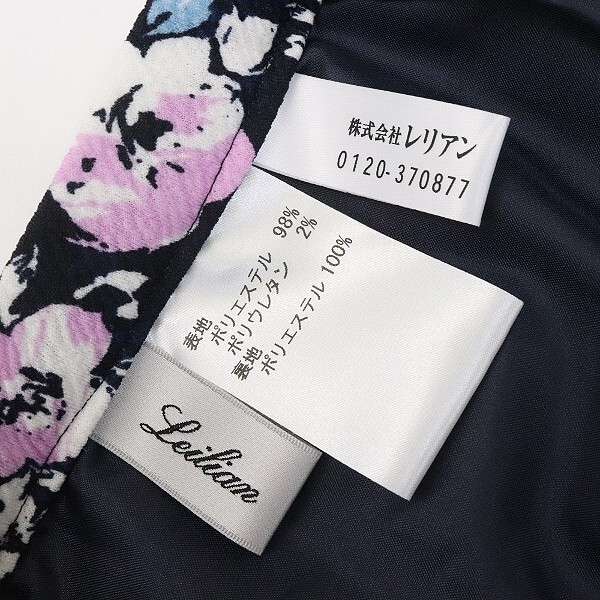 株式会社レリアン
0120-370877
表地 ポリエステル 98%
ポリウレタン 2%
裏地 ポリエステル 100%
Leilian